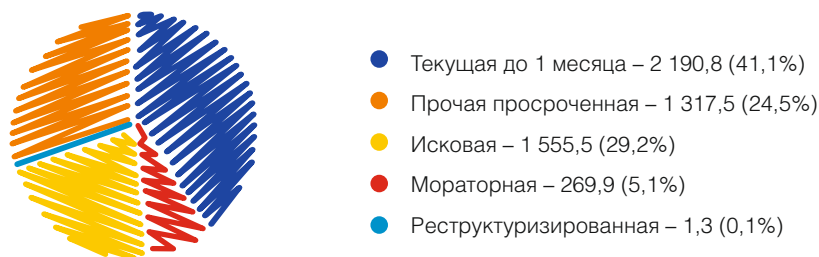 Текущая до 1 месяца – 2 190,8 (41,1%)
Прочая просроченная – 1 317,5 (24,5%)
Исковая – 1 555,5 (29,2%)
Мораторная – 269,9 (5,1%)
Реструктуризированная – 1,3 (0,1%)